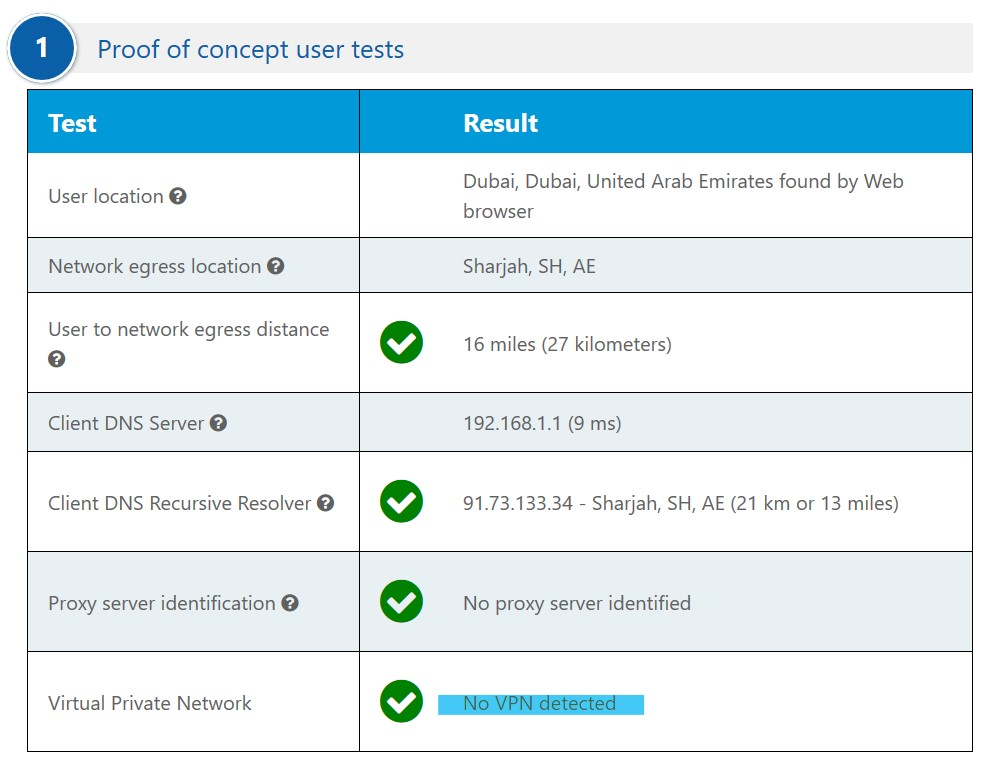 1
Proof of concept user tests
Test
Result
User location ?
Dubai, Dubai, United Arab Emirates found by Web
browser
Network egress location ?
Sharjah, SH, AE
User to network egress distance
?
16 miles (27 kilometers)
Client DNS Server ?
192.168.1.1 (9 ms)
Client DNS Recursive Resolver ?
91.73.133.34 - Sharjah, SH, AE (21 km or 13 miles)
Proxy server identification ?
No proxy server identified
Virtual Private Network
No VPN detected